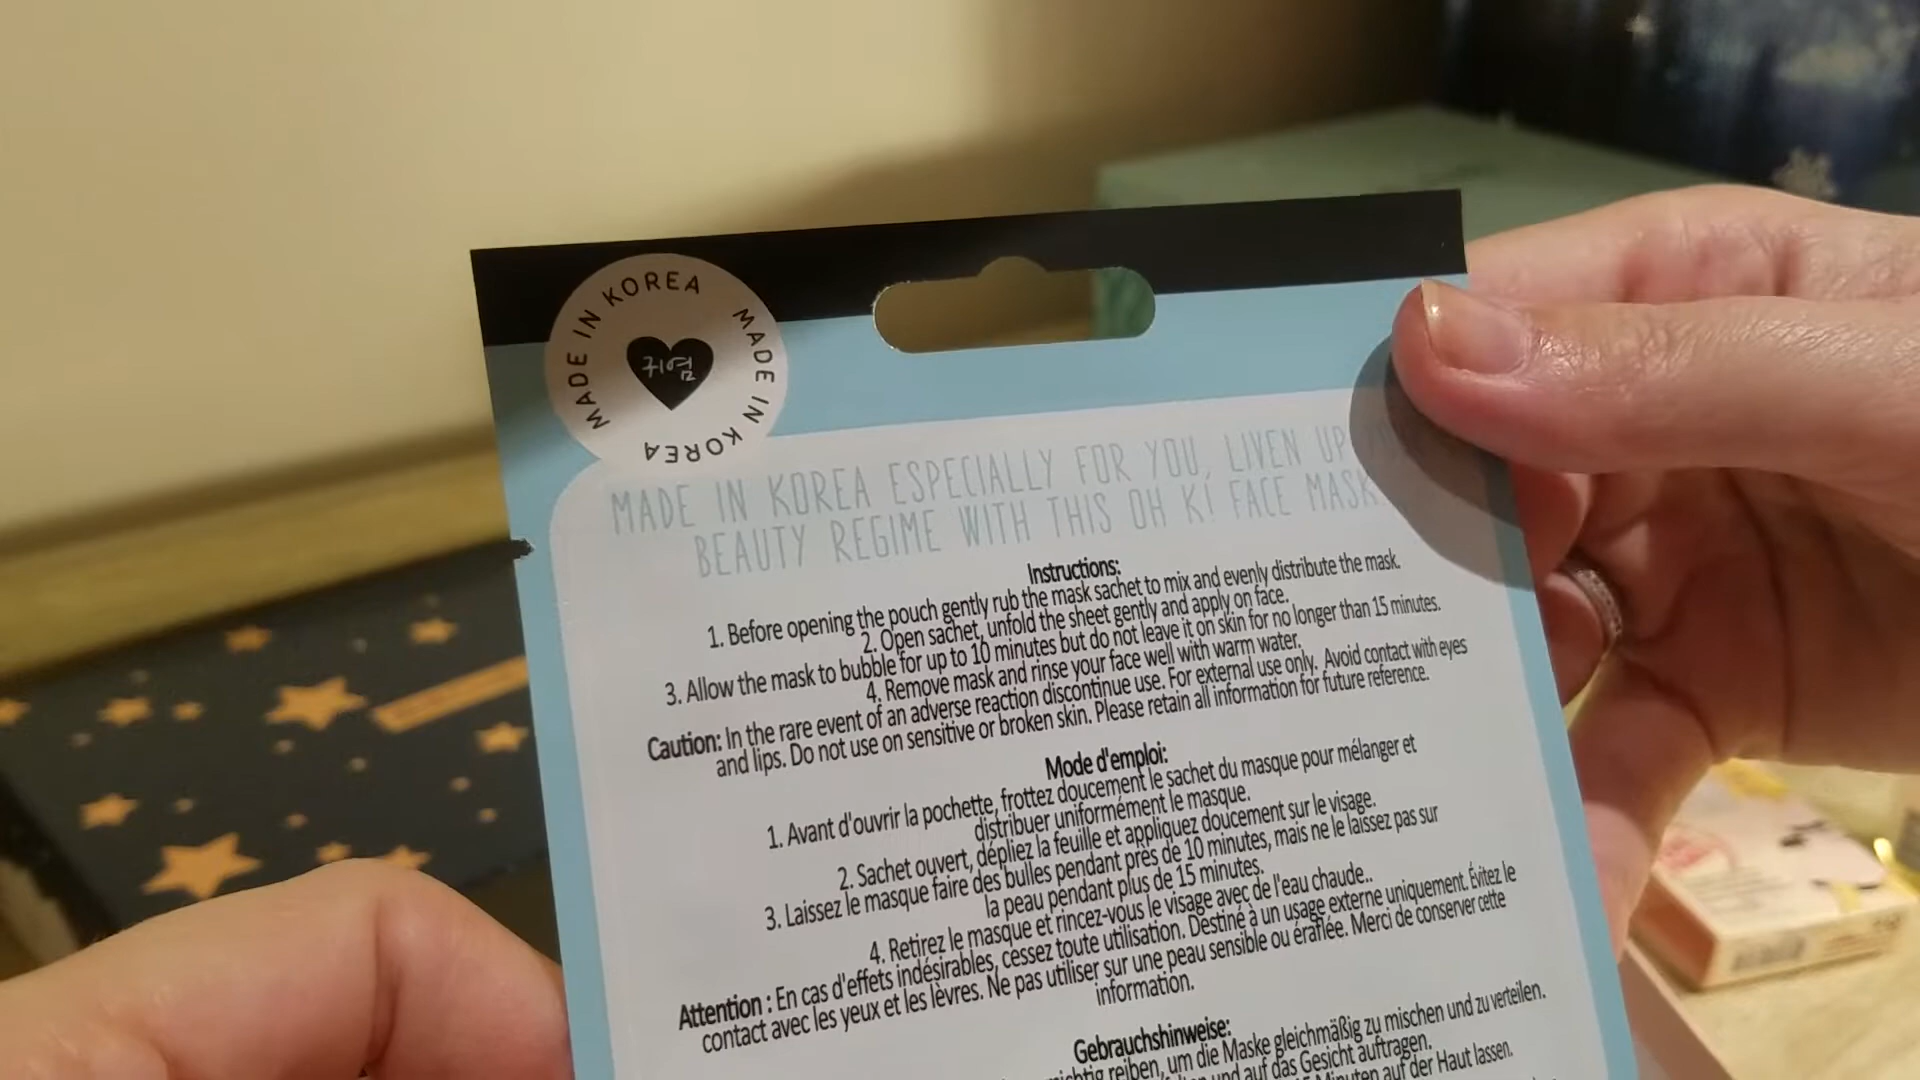 MADE IN KOREA MADE IN KOREA
귀염
MADE IN KOREA ESPECIALLY FOR YOU, LIVEN UP
BEAUTY REGIME WITH THIS OH K! FACE MASK
Instructions:
1. Before opening the pouch gently rub the mask sachet to mix and evenly distribute the mask.
2. Open sachet, unfold the sheet gently and apply on face.
3. Allow the mask to bubble for up to 10 minutes but do not leave it on skin for no longer than 15 minutes.
4. Remove mask and rinse your face well with warm water.
Caution: In the rare event of an adverse reaction discontinue use. For external use only. Avoid contact with eyes
and lips. Do not use on sensitive or broken skin. Please retain all information for future reference.
Mode d'emploi:
1. Avant d'ouvrir la pochette, frottez doucement le sachet du masque pour mélanger et
distribuer uniformément le masque.
2. Sachet ouvert, dépliez la feuille et appliquez doucement sur le visage.
3. Laissez le masque faire des bulles pendant près de 10 minutes, mais ne le laissez pas sur
la peau pendant plus de 15 minutes.
4. Retirez le masque et rincez-vous le visage avec de l'eau chaude..
Attention : En cas d'effets indésirables, cessez toute utilisation. Destiné à un usage externe uniquement. Évitez le
contact avec les yeux et les lèvres. Ne pas utiliser sur une peau sensible ou éraflée. Merci de conserver cette
information.
Gebrauchshinweise:
reiben, um die Maske gleichmäßig zu mischen und zu verteilen.
und auf das Gesicht auftragen.
15 Minuten auf der Haut lassen.